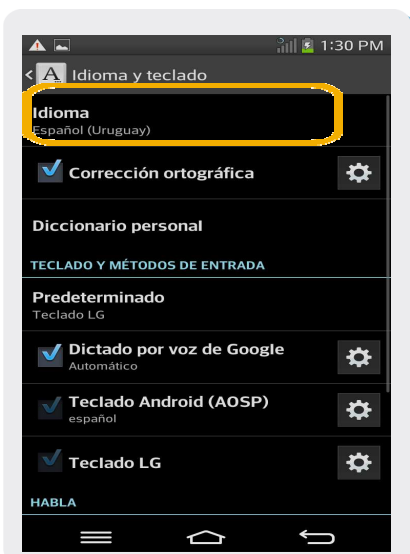 1:30 PM
A Idioma y teclado
Idioma
Español (Uruguay)
Corrección ortográfica
Diccionario personal
TECLADO Y MÉTODOS DE ENTRADA
Predeterminado
Teclado LG
Dictado por voz de Google
Automático
Teclado Android (AOSP)
español
Teclado LG
HABLA